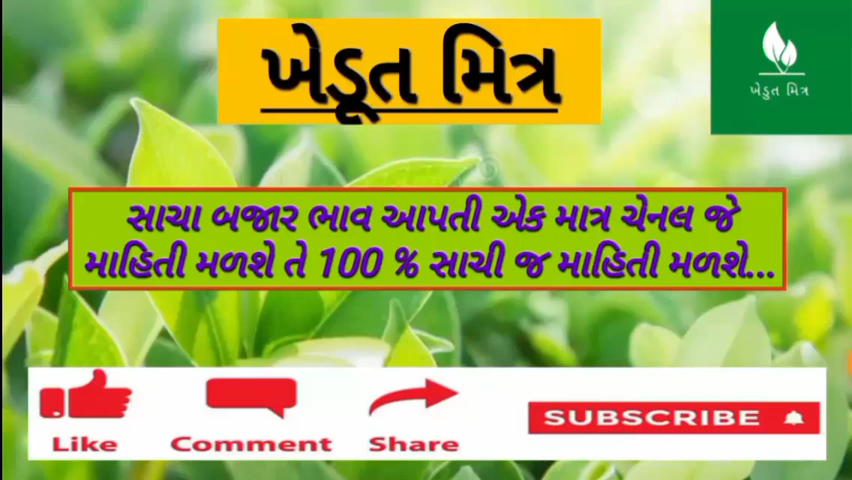 ખેડૂત મિત્ર
ખેડુત મિત્ર
સાચા બજાર ભાવ આપતી એક માત્ર ચેનલ જે
માહિતી મળશે તે 100 % સાચી જ માહિતી મળશે...
Like Comment Share SUBSCRIBE